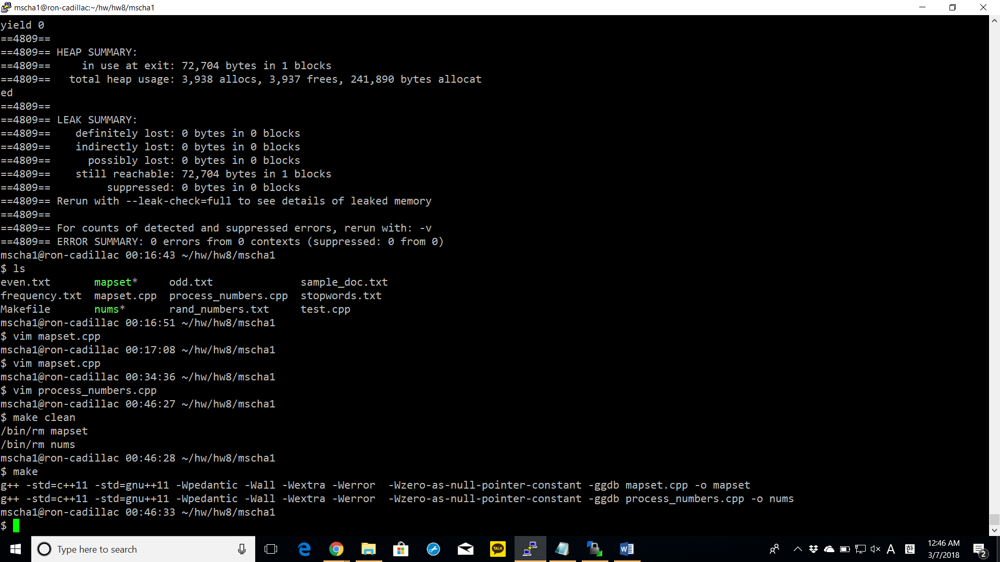 mscha1@ron-cadillac:~/hw/hw8/mscha1
yield 0
==4809==
==4809== HEAP SUMMARY:
==4809==     in use at exit: 72,704 bytes in 1 blocks
==4809==   total heap usage: 3,938 allocs, 3,937 frees, 241,890 bytes allocat
ed
==4809==
==4809== LEAK SUMMARY:
==4809==    definitely lost: 0 bytes in 0 blocks
==4809==    indirectly lost: 0 bytes in 0 blocks
==4809==      possibly lost: 0 bytes in 0 blocks
==4809==    still reachable: 72,704 bytes in 1 blocks
==4809==         suppressed: 0 bytes in 0 blocks
==4809== Rerun with --leak-check=full to see details of leaked memory
==4809==
==4809== For counts of detected and suppressed errors, rerun with: -v
==4809== ERROR SUMMARY: 0 errors from 0 contexts (suppressed: 0 from 0)
mscha1@ron-cadillac 00:16:43 ~/hw/hw8/mscha1
$ ls
even.txt       mapset*     odd.txt              sample_doc.txt
frequency.txt  mapset.cpp  process_numbers.cpp  stopwords.txt
Makefile       nums*       rand_numbers.txt     test.cpp
mscha1@ron-cadillac 00:16:51 ~/hw/hw8/mscha1
$ vim mapset.cpp
mscha1@ron-cadillac 00:17:08 ~/hw/hw8/mscha1
$ vim mapset.cpp
mscha1@ron-cadillac 00:34:36 ~/hw/hw8/mscha1
$ vim process_numbers.cpp
mscha1@ron-cadillac 00:46:27 ~/hw/hw8/mscha1
$ make clean
/bin/rm mapset
/bin/rm nums
mscha1@ron-cadillac 00:46:28 ~/hw/hw8/mscha1
$ make
g++ -std=c++11 -std=gnu++11 -Wpedantic -Wall -Wextra -Werror  -Wzero-as-null-pointer-constant -ggdb mapset.cpp -o mapset
g++ -std=c++11 -std=gnu++11 -Wpedantic -Wall -Wextra -Werror  -Wzero-as-null-pointer-constant -ggdb process_numbers.cpp -o nums
mscha1@ron-cadillac 00:46:33 ~/hw/hw8/mscha1
$
Type here to search
TALK
A
한
12:46 AM
3/7/2018
2